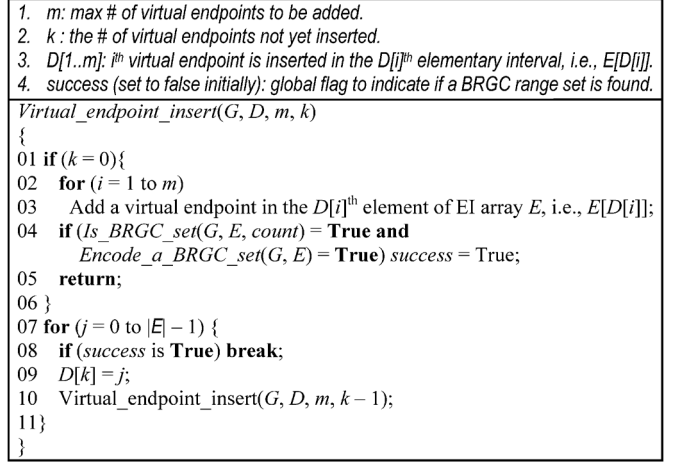 1. m: max # of virtual endpoints to be added.
2. k : the # of virtual endpoints not yet inserted.
3. D[1..m]: iᵗʰ virtual endpoint is inserted in the D[i]ᵗʰ elementary interval, i.e., E[D[i]].
4. success (set to false initially): global flag to indicate if a BRGC range set is found.
Virtual_endpoint_insert(G, D, m, k)
{
01 if (k = 0){
02 for (i = 1 to m)
03 Add a virtual endpoint in the D[i]ᵗʰ element of EI array E, i.e., E[D[i]];
04 if (Is_BRGC_set(G, E, count) = True and
Encode_a_BRGC_set(G, E) = True) success = True;
05 return;
06 }
07 for (j = 0 to |E| – 1) {
08 if (success is True) break;
09 D[k] = j;
10 Virtual_endpoint_insert(G, D, m, k – 1);
11}
}